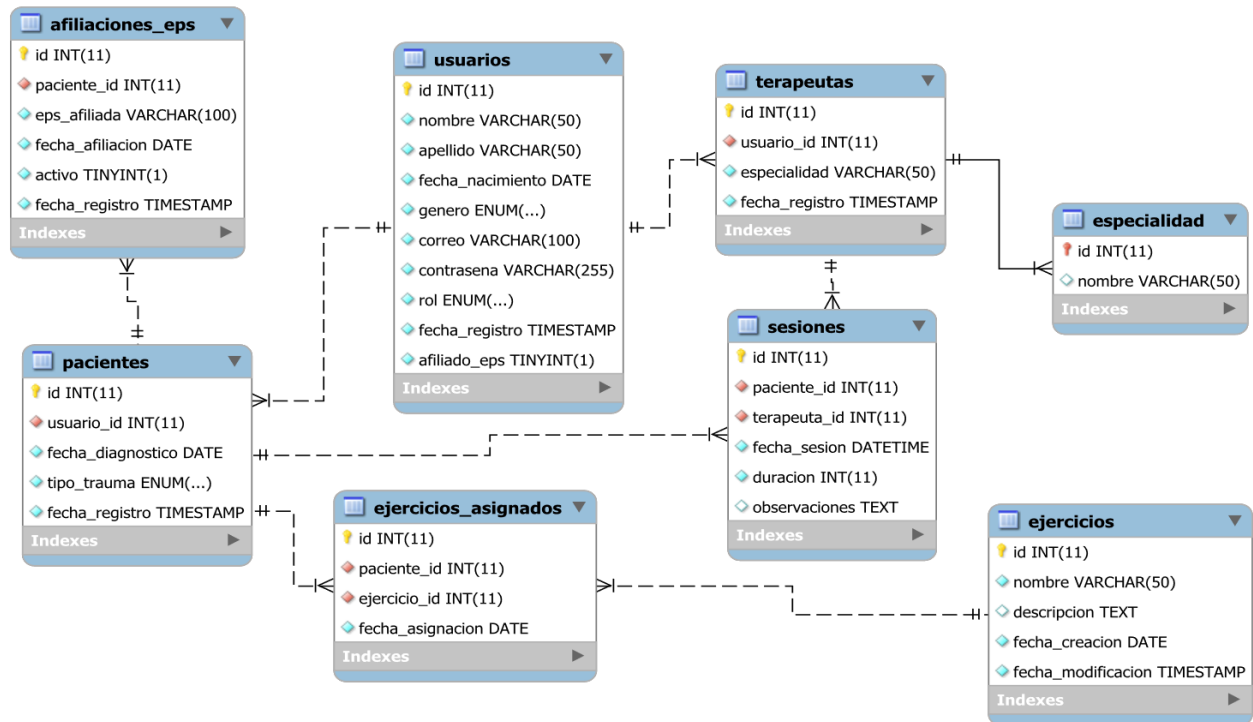 afiliaciones_eps
id INT(11)
paciente_id INT(11)
eps_afiliada VARCHAR(100)
fecha_afiliacion DATE
activo TINYINT(1)
fecha_registro TIMESTAMP
Indexes
usuarios
id INT(11)
nombre VARCHAR(50)
apellido VARCHAR(50)
fecha_nacimiento DATE
genero ENUM(...)
correo VARCHAR(100)
contrasena VARCHAR(255)
rol ENUM(...)
fecha_registro TIMESTAMP
afiliado_eps TINYINT(1)
Indexes
terapeutas
id INT(11)
usuario_id INT(11)
especialidad VARCHAR(50)
fecha_registro TIMESTAMP
Indexes
especialidad
id INT(11)
nombre VARCHAR(50)
Indexes
pacientes
id INT(11)
usuario_id INT(11)
fecha_diagnostico DATE
tipo_trauma ENUM(...)
fecha_registro TIMESTAMP
Indexes
sesiones
id INT(11)
paciente_id INT(11)
terapeuta_id INT(11)
fecha_sesion DATETIME
duracion INT(11)
observaciones TEXT
Indexes
ejercicios_asignados
id INT(11)
paciente_id INT(11)
ejercicio_id INT(11)
fecha_asignacion DATE
Indexes
ejercicios
id INT(11)
nombre VARCHAR(50)
descripcion TEXT
fecha_creacion DATE
fecha_modificacion TIMESTAMP
Indexes